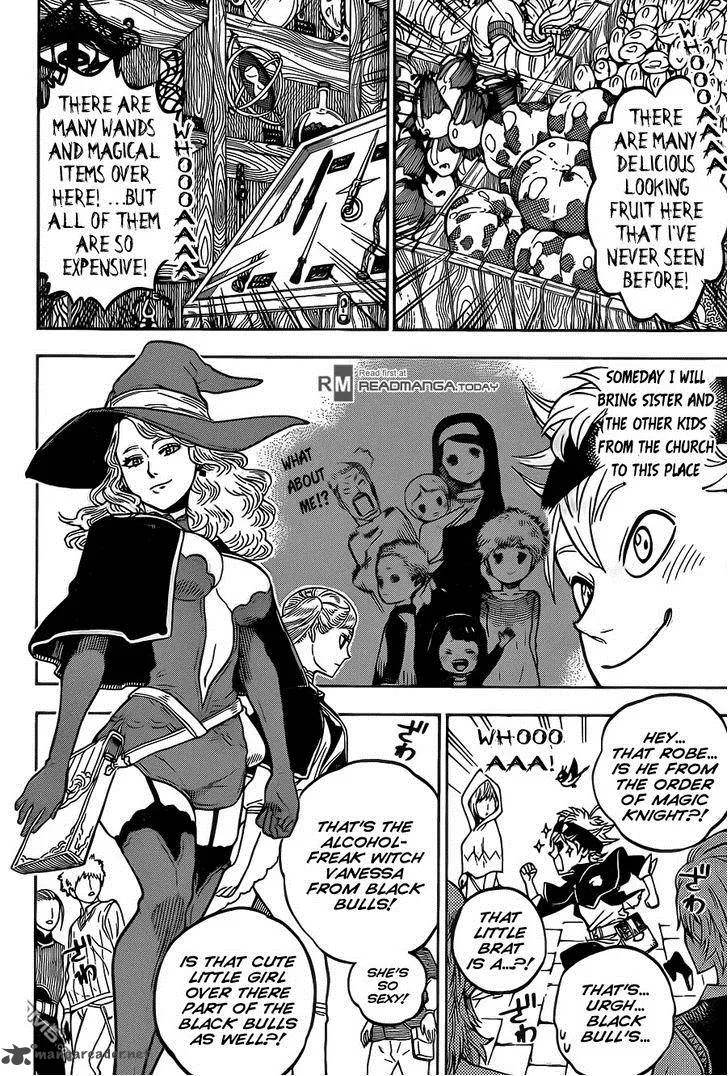 WHOOOAAAAA
THERE
ARE MANY
DELICIOUS
LOOKING
FRUIT HERE
THAT I'VE
NEVER SEEN
BEFORE!
THERE ARE
MANY WANDS
AND MAGICAL
ITEMS OVER
HERE! ...BUT
ALL OF THEM
ARE SO
EXPENSIVE!
WHOOOAAAAA
SOMEDAY I WILL
BRING SISTER AND
THE OTHER KIDS
FROM THE CHURCH
TO THIS PLACE
RM Read first at
READMANGA.TODAY
WHAT
ABOUT
ME!?
HEY...
THAT ROBE...
IS HE FROM
THE ORDER
OF MAGIC
KNIGHT?!
WHOOO
AAA!
THAT
LITTLE
BRAT
IS A...?!
THAT'S...
URGH...
BLACK
BULL'S...
ざわ
ざわ
THAT'S THE
ALCOHOL-
FREAK WITCH
VANESSA
FROM BLACK
BULLS!
SHE'S SO
SEXY!
IS THAT CUTE
LITTLE GIRL
OVER THERE
PART OF THE
BLACK BULLS
AS WELL?!
ざわ
mangareader.net